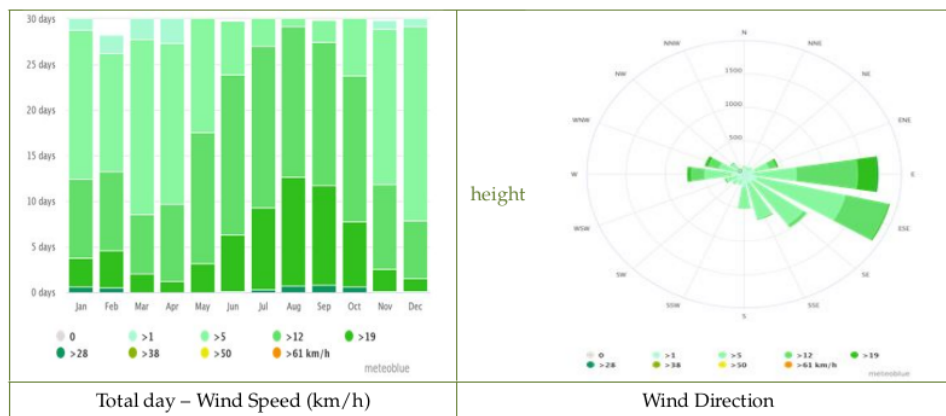 30 days
25 days
20 days
15 days
10 days
5 days
0 days
Jan Feb Mar Apr May Jun Jul Aug Sep Oct Nov Dec
0 >1 >5 >12 >19
>28 >38 >50 >61 km/h
meteoblue
Total day – Wind Speed (km/h)
height
N
NNW NNE
NW NE
1500
1000
WNW ENE
500
W E
WSW ESE
SW SE
SSW SSE
S
0 >1 >5 >12 >19
>28 >38 >50 >61 km/h
meteoblue
Wind Direction